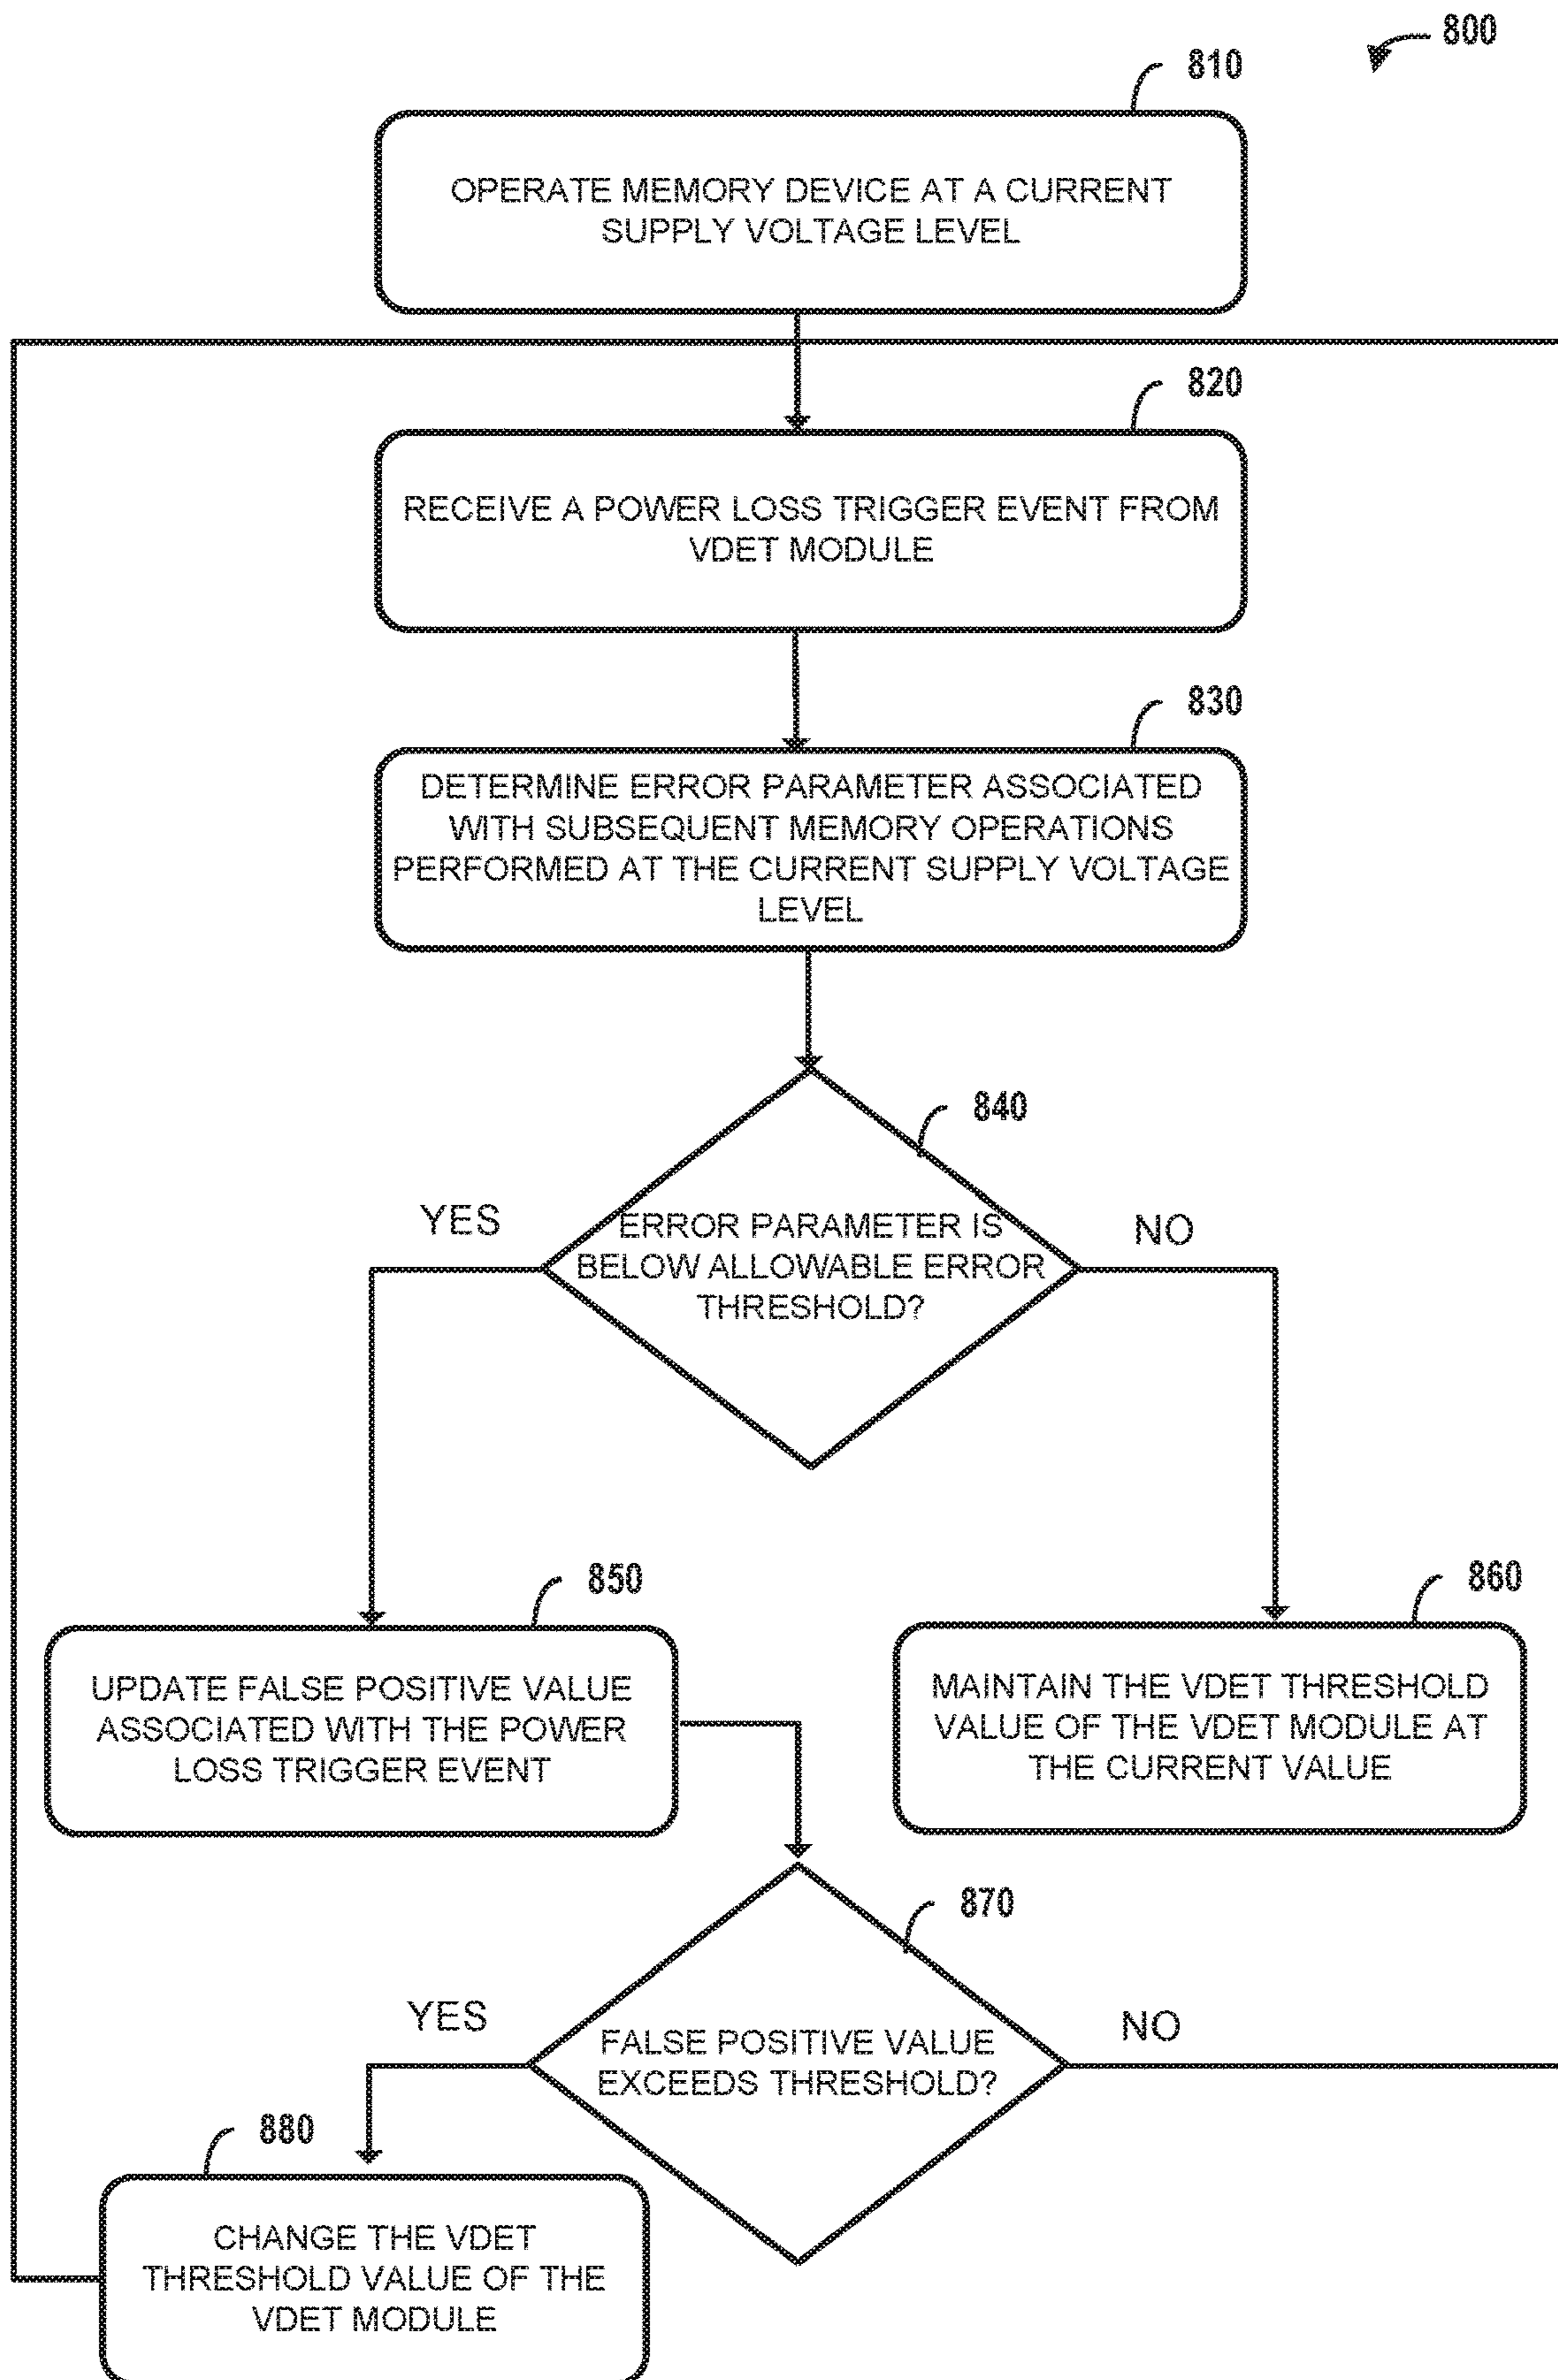 800
810
OPERATE MEMORY DEVICE AT A CURRENT
SUPPLY VOLTAGE LEVEL
820
RECEIVE A POWER LOSS TRIGGER EVENT FROM
VDET MODULE
830
DETERMINE ERROR PARAMETER ASSOCIATED
WITH SUBSEQUENT MEMORY OPERATIONS
PERFORMED AT THE CURRENT SUPPLY VOLTAGE
LEVEL
840
YES
NO
ERROR PARAMETER IS
BELOW ALLOWABLE ERROR
THRESHOLD?
850
UPDATE FALSE POSITIVE VALUE
ASSOCIATED WITH THE POWER
LOSS TRIGGER EVENT
860
MAINTAIN THE VDET THRESHOLD
VALUE OF THE VDET MODULE AT
THE CURRENT VALUE
870
YES
NO
FALSE POSITIVE VALUE
EXCEEDS THRESHOLD?
880
CHANGE THE VDET
THRESHOLD VALUE OF THE
VDET MODULE